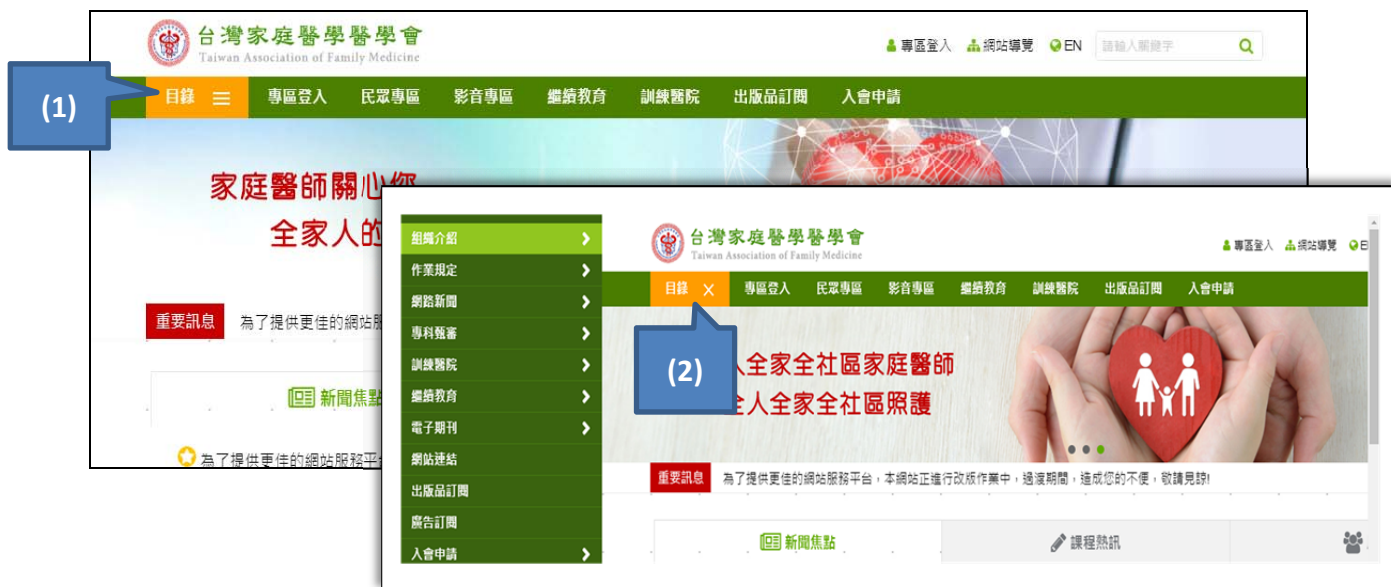 台灣家庭醫學醫學會
Taiwan Association of Family Medicine
專區登入 網站導覽 EN 請輸入關鍵字
(1)
目錄 專區登入 民眾專區 影音專區 繼續教育 訓練醫院 出版品訂閱 入會申請
家庭醫師關心您
全家人的
重要訊息 為了提供更佳的網站服
新聞焦點
為了提供更佳的網站服務平
組織介紹
作業規定
網路新聞
專科甄審
訓練醫院
繼續教育
電子期刊
網站連結
出版品訂閱
廣告訂閱
入會申請
台灣家庭醫學醫學會
Taiwan Association of Family Medicine
專區登入 網站導覽
目錄 專區登入 民眾專區 影音專區 繼續教育 訓練醫院 出版品訂閱 入會申請
(2)
人全家全社區家庭醫師
全人全家全社區照護
重要訊息 為了提供更佳的網站服務平台，本網站正進行改版作業中，過渡期間，造成您的不便，敬請見諒!
新聞焦點 課程熱訊